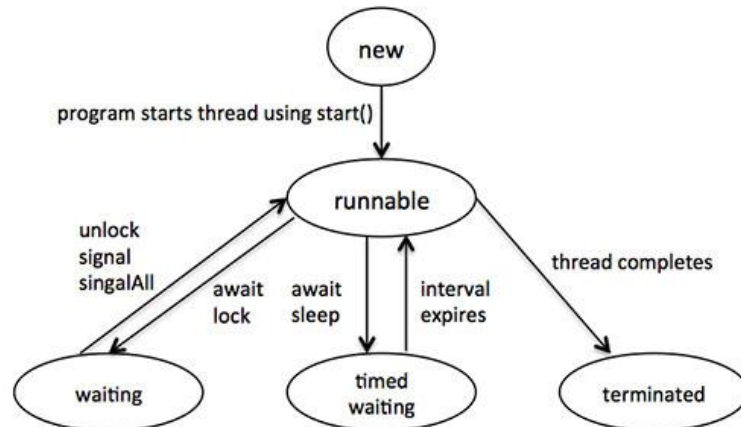 new
program starts thread using start()
runnable
unlock
signal
singalAll
await
lock
await
sleep
interval
expires
thread completes
waiting
timed
waiting
terminated